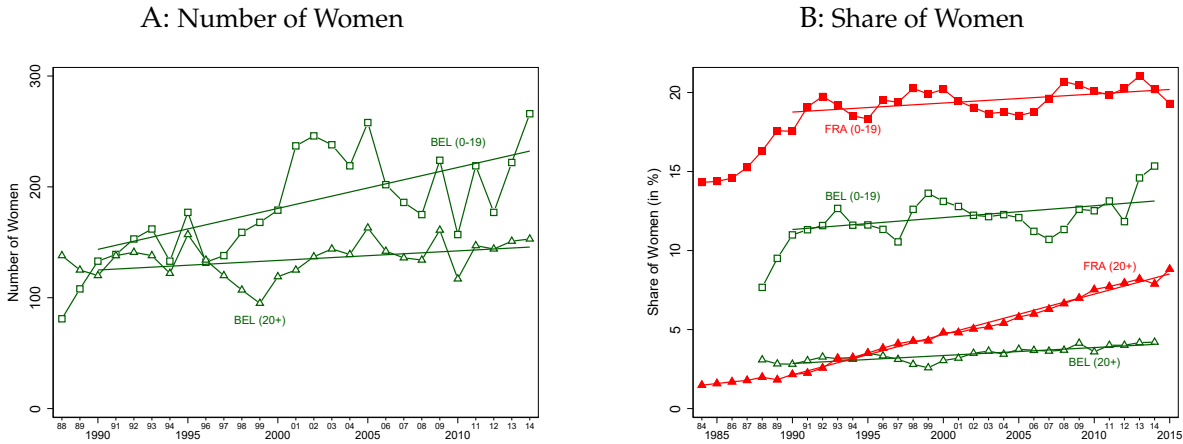 A: Number of Women
B: Share of Women
Number of Women
0
100
200
300
BEL (0-19)
BEL (20+)
88 89 91 92 93 94 96 97 98 99 01 02 03 04 06 07 08 09 11 12 13 14
1990 1995 2000 2005 2010
Share of Women (in %)
0
5
10
15
20
FRA (0-19)
BEL (0-19)
FRA (20+)
BEL (20+)
84 86 87 88 89 91 92 93 94 96 97 98 99 01 02 03 04 06 07 08 09 11 12 13 14
1985 1990 1995 2000 2005 2010 2015